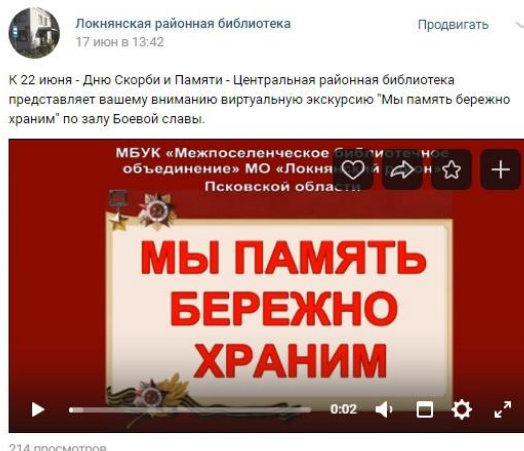 Локнянская районная библиотека
Продвигать
17 июн в 13:42
К 22 июня - Дню Скорби и Памяти - Центральная районная библиотека
представляет вашему вниманию виртуальную экскурсию "Мы память бережно
храним" по залу Боевой славы.
МБУК «Межпоселенческое библиотечное
объединение» МО «Локнянский район»
Псковской области
МЫ ПАМЯТЬ
БЕРЕЖНО
ХРАНИМ
0:02
214 просмотров